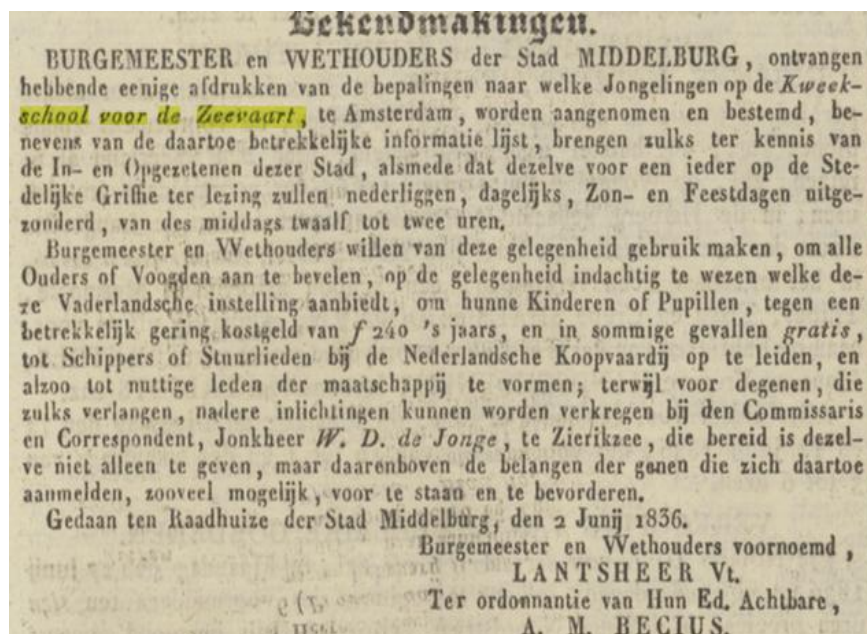 Bekendmakingen.
BURGEMEESTER en WETHOUDERS der Stad MIDDELBURG, ontvangen
hebbende eenige afdrukken van de bepalingen naar welke Jongelingen op de Kweek-
school voor de Zeevaart, te Amsterdam, worden aangenomen en bestemd, be-
nevens van de daartoe betrekkelijke informatie lijst, brengen zulks ter kennis van
de In- en Opgezetenen dezer Stad, alsmede dat dezelve voor een ieder op de Ste-
delijke Griffie ter lezing zullen nederliggen, dagelijks, Zon- en Feestdagen uitge-
zonderd, van des middags twaalf tot twee uren.
Burgemeester en Wethouders willen van deze gelegenheid gebruik maken, om alle
Ouders of Voogden aan te bevelen, op de gelegenheid indachtig te wezen welke de-
ze Vaderlandsche instelling aanbiedt, om hunne Kinderen of Pupillen, tegen een
betrekkelijk gering kostgeld van f 240 's jaars, en in sommige gevallen gratis,
tot Schippers of Stuurlieden bij de Nederlandsche Koopvaardij op te leiden, en
alzoo tot nuttige leden der maatschappij te vormen; terwijl voor degenen, die
zulks verlangen, nadere inlichtingen kunnen worden verkregen bij den Commissaris
en Correspondent, Jonkheer W. D. de Jonge, te Zierikzee, die bereid is dezel-
ve niet alleen te geven, maar daarenboven de belangen der genen die zich daartoe
aanmelden, zooveel mogelijk, voor te staan en te bevorderen.
Gedaan ten Raadhuize der Stad Middelburg, den 2 Junij 1836.
Burgemeester en Wethouders voornoemd,
LANTSHEER Vt.
Ter ordonnantie van Hun Ed. Achtbare,
A. M. BECIUS.